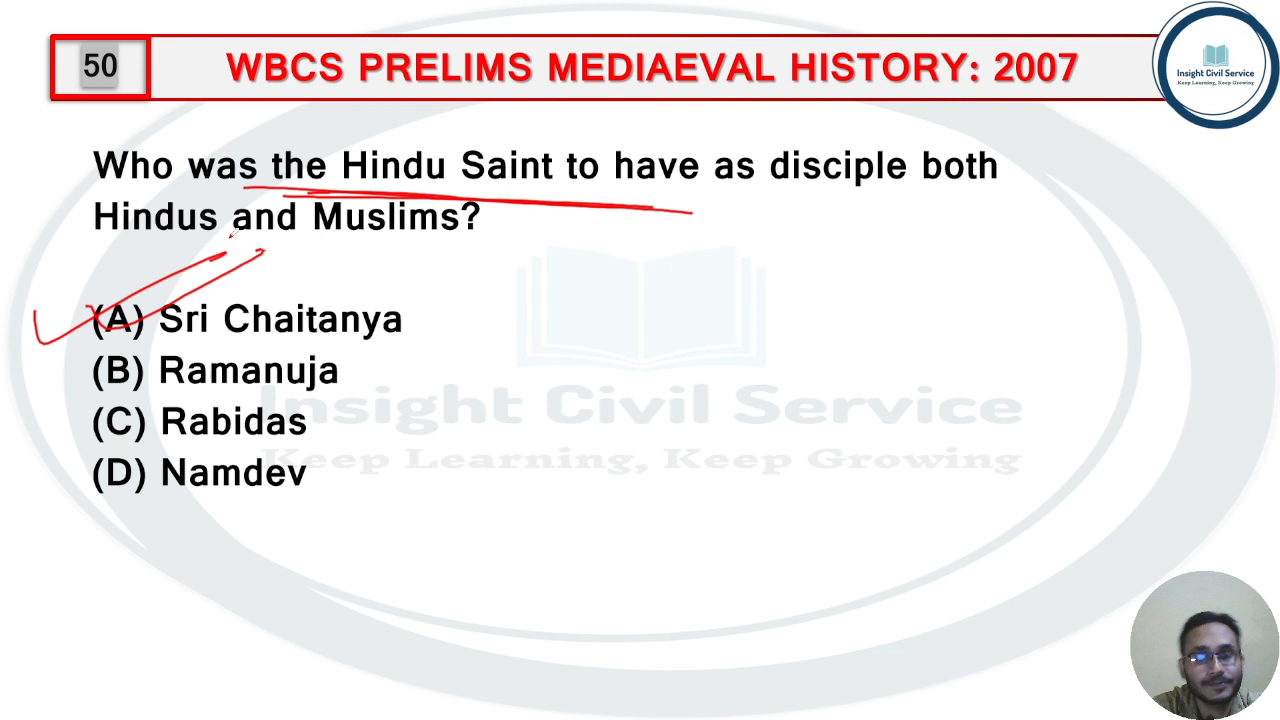 50
WBCS PRELIMS MEDIAEVAL HISTORY: 2007
Insight Civil Service
Keep Learning, Keep Growing
Who was the Hindu Saint to have as disciple both
Hindus and Muslims?
(A) Sri Chaitanya
(B) Ramanuja
(C) Rabidas
(D) Namdev
Insight Civil Service
Keep Learning, Keep Growing